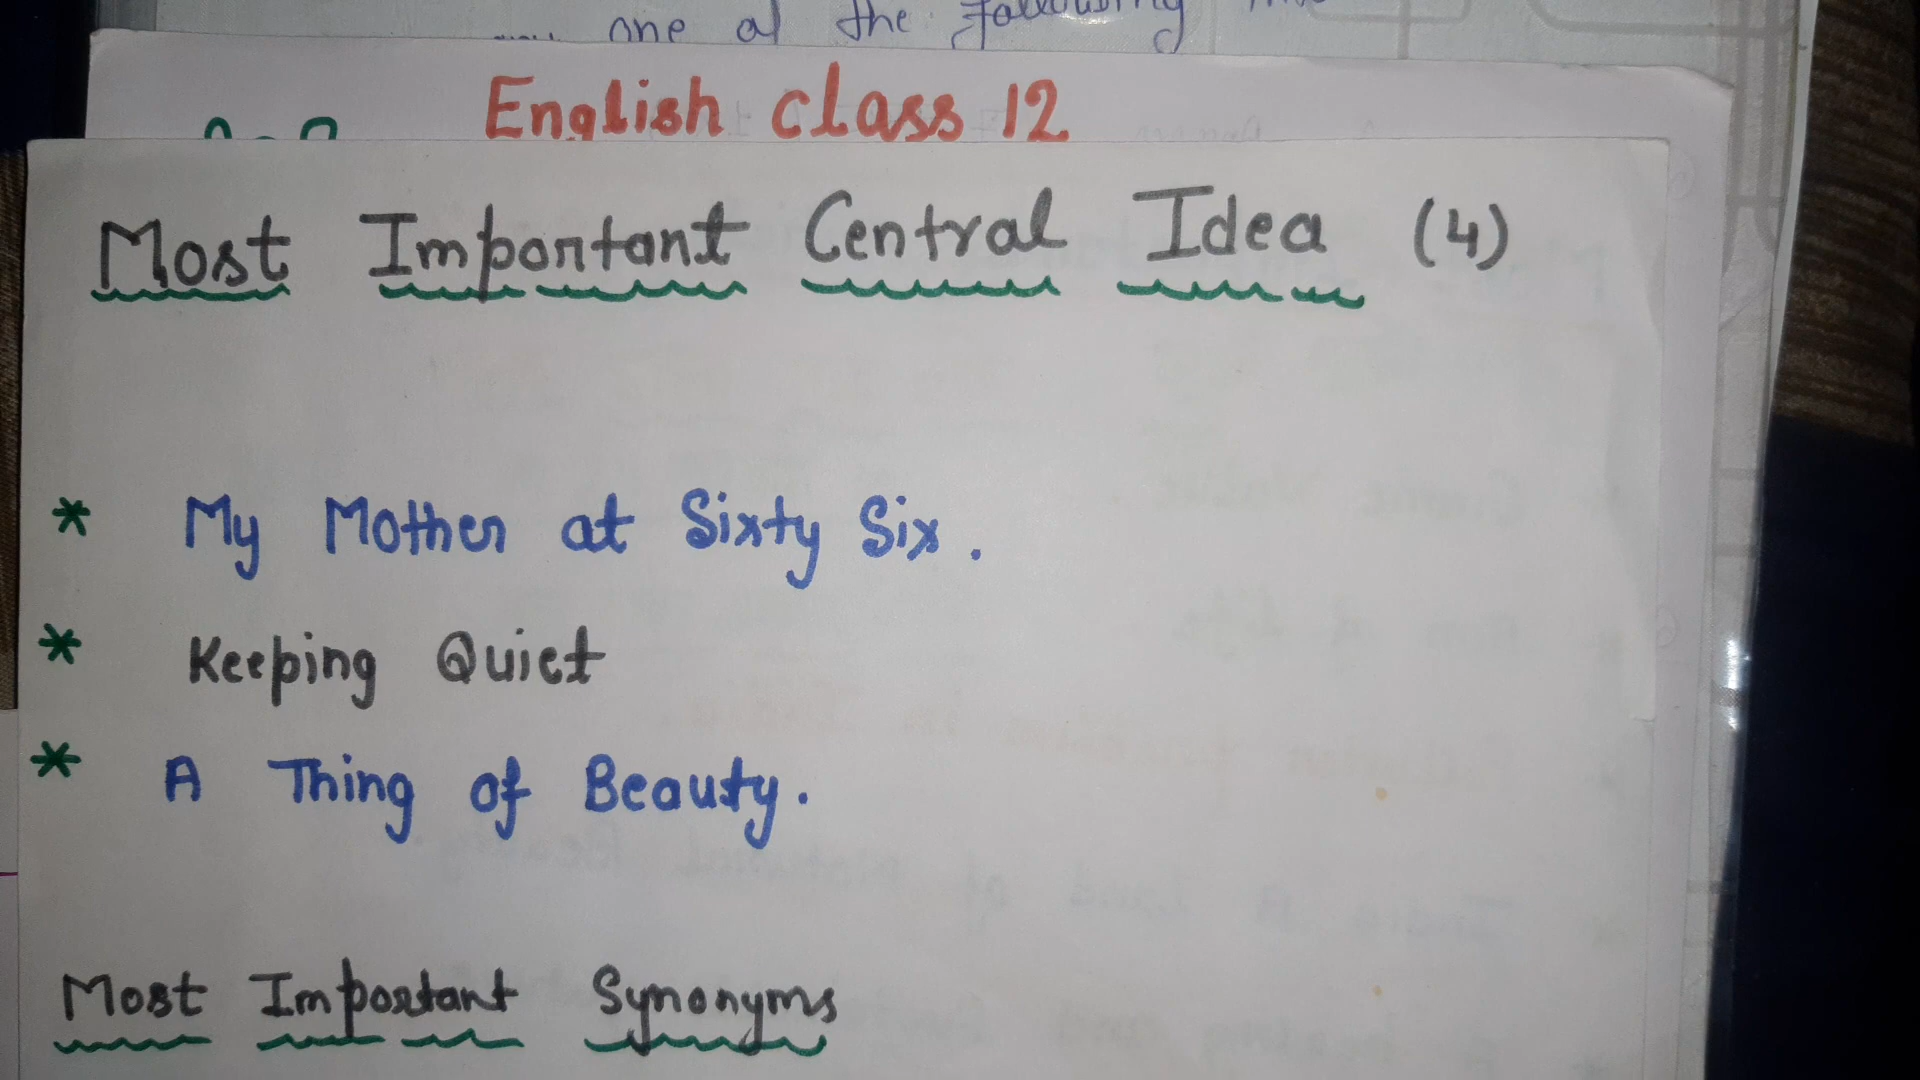 one of the following
English class 12
Most Important Central Idea (4)
* My Mother at Sixty Six.
* Keeping Quiet
* A Thing of Beauty.
Most Important Synonyms